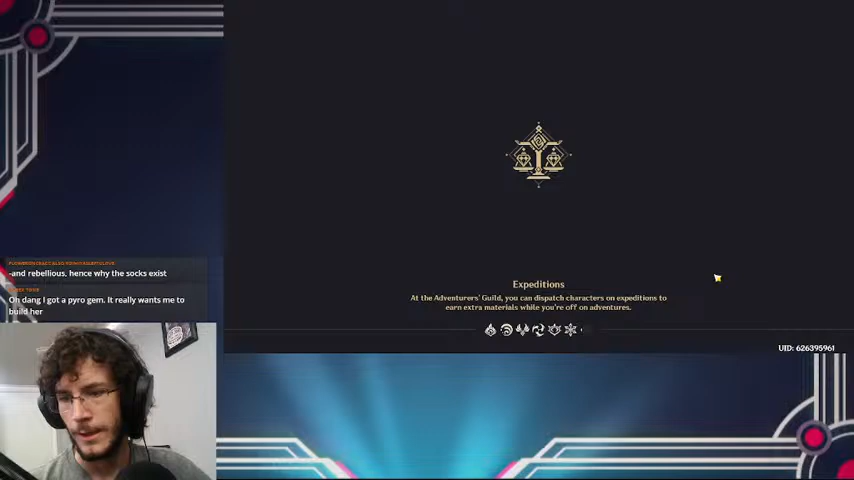 -and rebellious, hence why the socks exist
Oh dang I got a pyro gem. It really wants me to
build her
Expeditions
At the Adventurers' Guild, you can dispatch characters on expeditions to
earn extra materials while you're off on adventures.
UID: 626395961